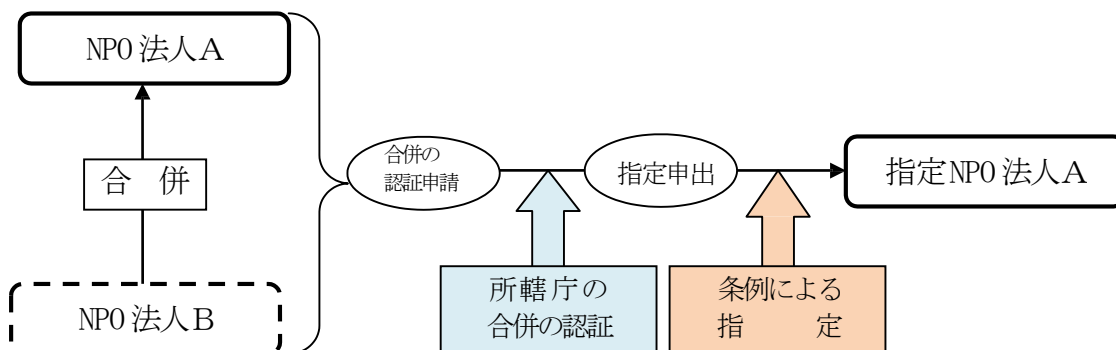 NPO法人A
合　併
NPO法人B
合併の
認証申請
指定申出
指定NPO法人A
所轄庁の
合併の認証
条例による
指　　定